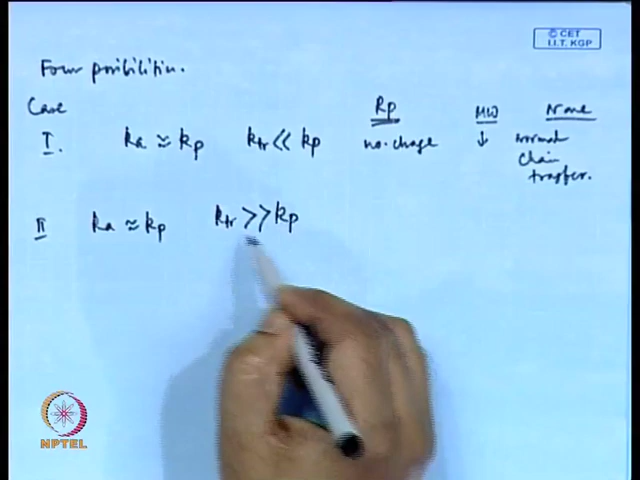 © CET
I.I.T. KGP
Four posibilities.
Case Rp MW Name
I. ka ≈ kp ktr << kp no change ↓ normal
chain
transfer.
II ka ≈ kp ktr >> kp
NPTEL